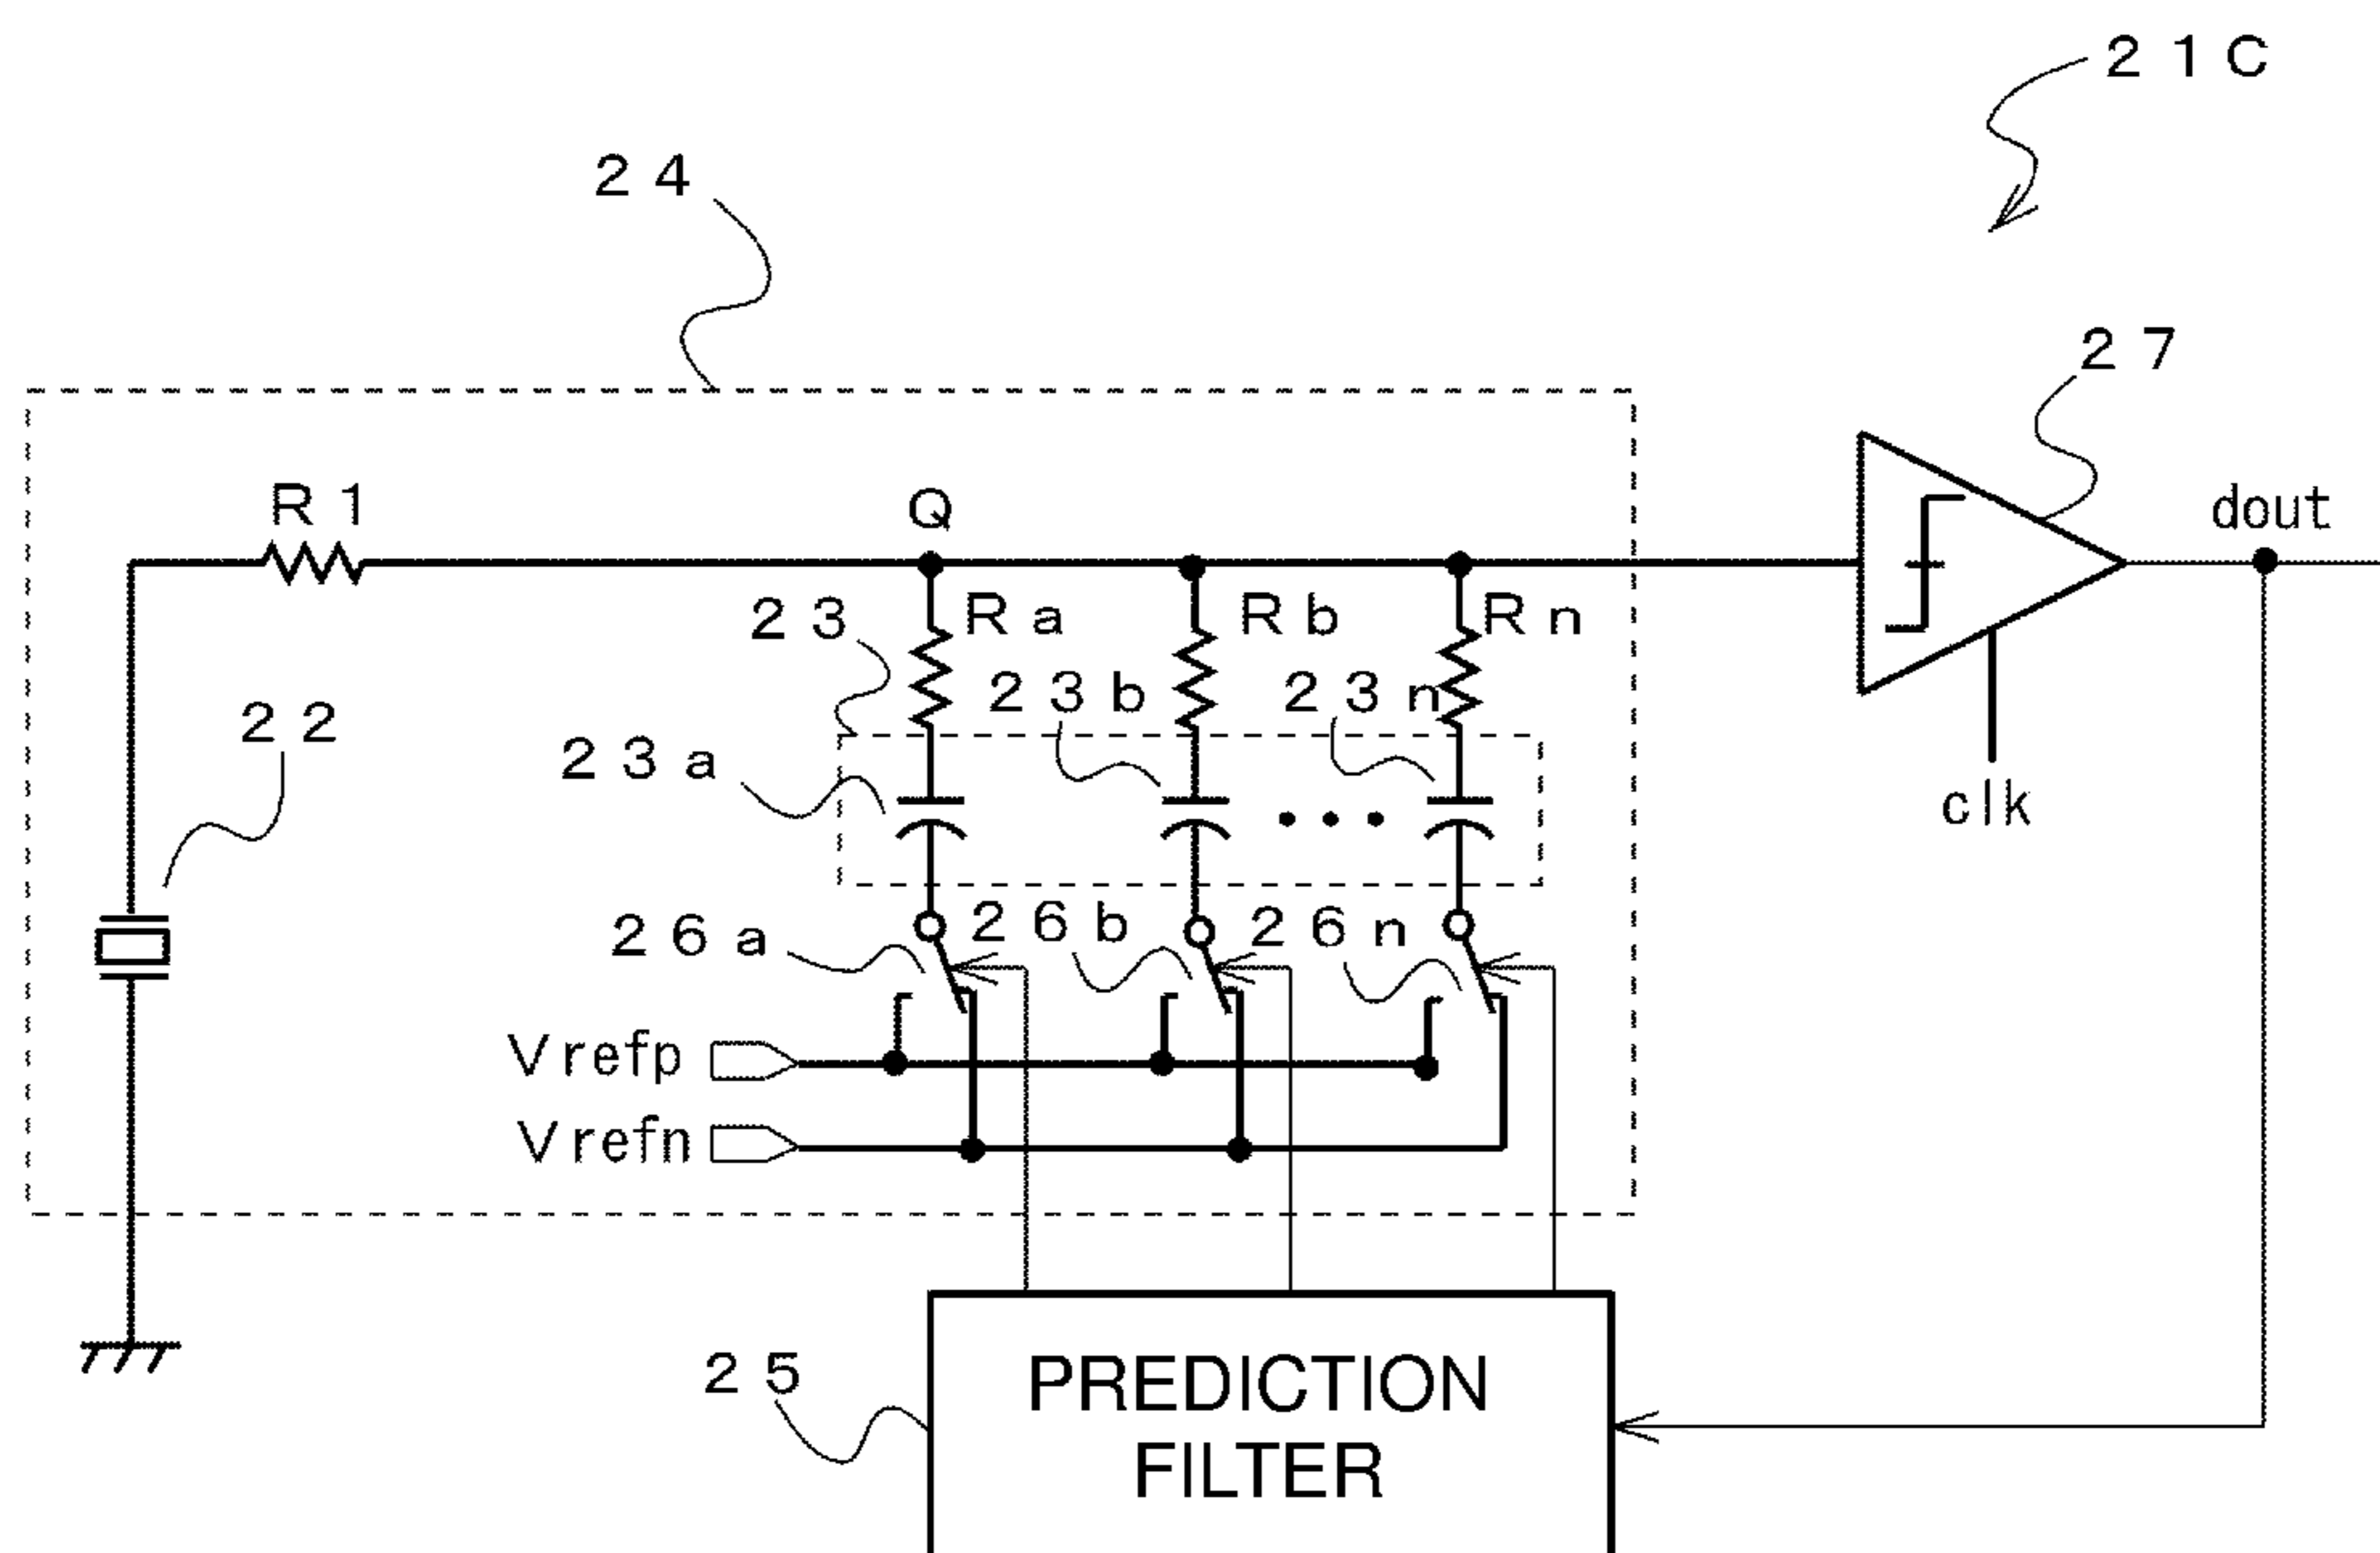 21C
24
27
R1
Q
dout
23
Ra
Rb
Rn
23b
23n
22
23a
clk
26a
26b
26n
Vrefp
Vrefn
25
PREDICTION
FILTER